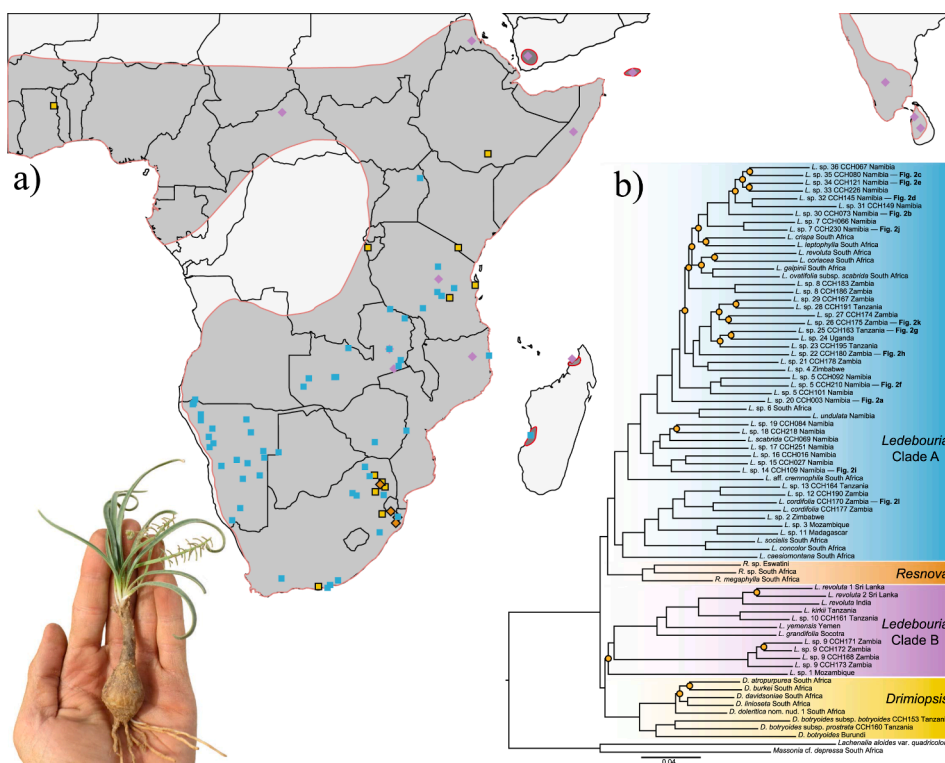 a)
b)
L. sp. 36 CCH067 Namibia
L. sp. 35 CCH080 Namibia — Fig. 2c
L. sp. 34 CCH121 Namibia — Fig. 2e
L. sp. 33 CCH226 Namibia
L. sp. 32 CCH145 Namibia — Fig. 2d
L. sp. 31 CCH149 Namibia
L. sp. 30 CCH073 Namibia — Fig. 2b
L. sp. 7 CCH066 Namibia
L. sp. 7 CCH230 Namibia — Fig. 2j
L. crispa South Africa
L. leptophylla South Africa
L. revoluta South Africa
L. coriacea South Africa
L. galpinii South Africa
L. ovatifolia subsp. scabrida South Africa
L. sp. 8 CCH183 Zambia
L. sp. 8 CCH186 Zambia
L. sp. 29 CCH167 Zambia
L. sp. 28 CCH191 Tanzania
L. sp. 27 CCH174 Zambia
L. sp. 26 CCH175 Zambia — Fig. 2k
L. sp. 25 CCH163 Tanzania — Fig. 2g
L. sp. 24 Uganda
L. sp. 23 CCH195 Tanzania
L. sp. 22 CCH180 Zambia — Fig. 2h
L. sp. 21 CCH178 Zambia
L. sp. 4 Zimbabwe
L. sp. 5 CCH092 Namibia
L. sp. 5 CCH210 Namibia — Fig. 2f
L. sp. 5 CCH101 Namibia
L. sp. 20 CCH003 Namibia — Fig. 2a
L. sp. 6 South Africa
L. undulata Namibia
L. sp. 19 CCH084 Namibia
L. sp. 18 CCH218 Namibia
L. scabrida CCH069 Namibia
L. sp. 17 CCH251 Namibia
L. sp. 16 CCH016 Namibia
L. sp. 15 CCH027 Namibia
L. sp. 14 CCH109 Namibia — Fig. 2i
L. aff. cremnophila South Africa
L. sp. 13 CCH164 Tanzania
L. sp. 12 CCH190 Zambia
L. cordifolia CCH170 Zambia — Fig. 2l
L. cordifolia CCH177 Zambia
L. sp. 2 Zimbabwe
L. sp. 3 Mozambique
L. sp. 11 Madagascar
L. socialis South Africa
L. concolor South Africa
L. caesiomontana South Africa
Ledebouria
Clade A
R. sp. Eswatini
R. sp. South Africa
R. megaphylla South Africa
Resnova
L. revoluta 1 Sri Lanka
L. revoluta 2 Sri Lanka
L. revoluta India
L. kirkii Tanzania
L. sp. 10 CCH161 Tanzania
L. yemensis Yemen
L. grandifolia Socotra
L. sp. 9 CCH171 Zambia
L. sp. 9 CCH172 Zambia
L. sp. 9 CCH168 Zambia
L. sp. 9 CCH173 Zambia
L. sp. 1 Mozambique
Ledebouria
Clade B
D. atropurpurea South Africa
D. burkei South Africa
D. davidsoniae South Africa
D. linioseta South Africa
D. doleritica nom. nud. 1 South Africa
D. botryoides subsp. botryoides CCH153 Tanzania
D. botryoides subsp. prostrata CCH160 Tanzania
D. botryoides Burundi
Drimiopsis
Lachenalia aloides var. quadricolor
Massonia cf. depressa South Africa
0.04